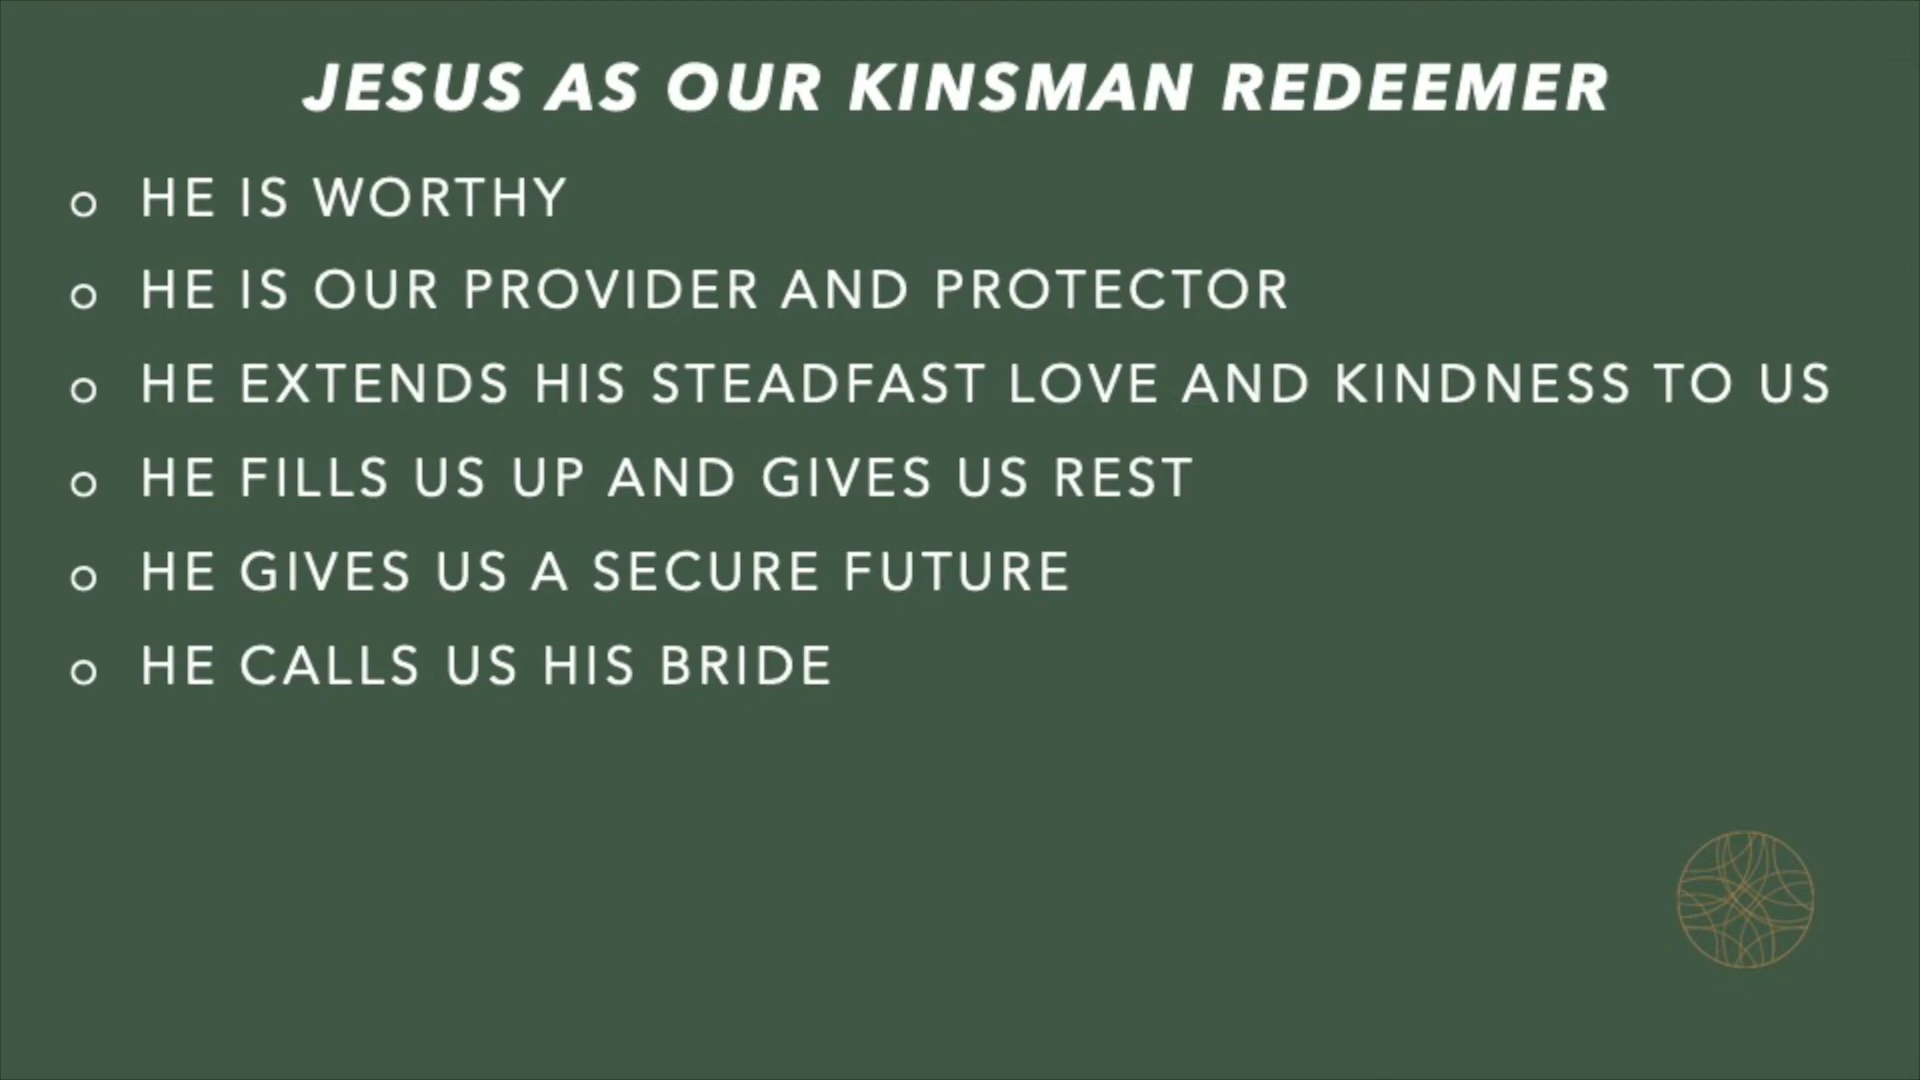 JESUS AS OUR KINSMAN REDEEMER
HE IS WORTHY
HE IS OUR PROVIDER AND PROTECTOR
HE EXTENDS HIS STEADFAST LOVE AND KINDNESS TO US
HE FILLS US UP AND GIVES US REST
HE GIVES US A SECURE FUTURE
HE CALLS US HIS BRIDE